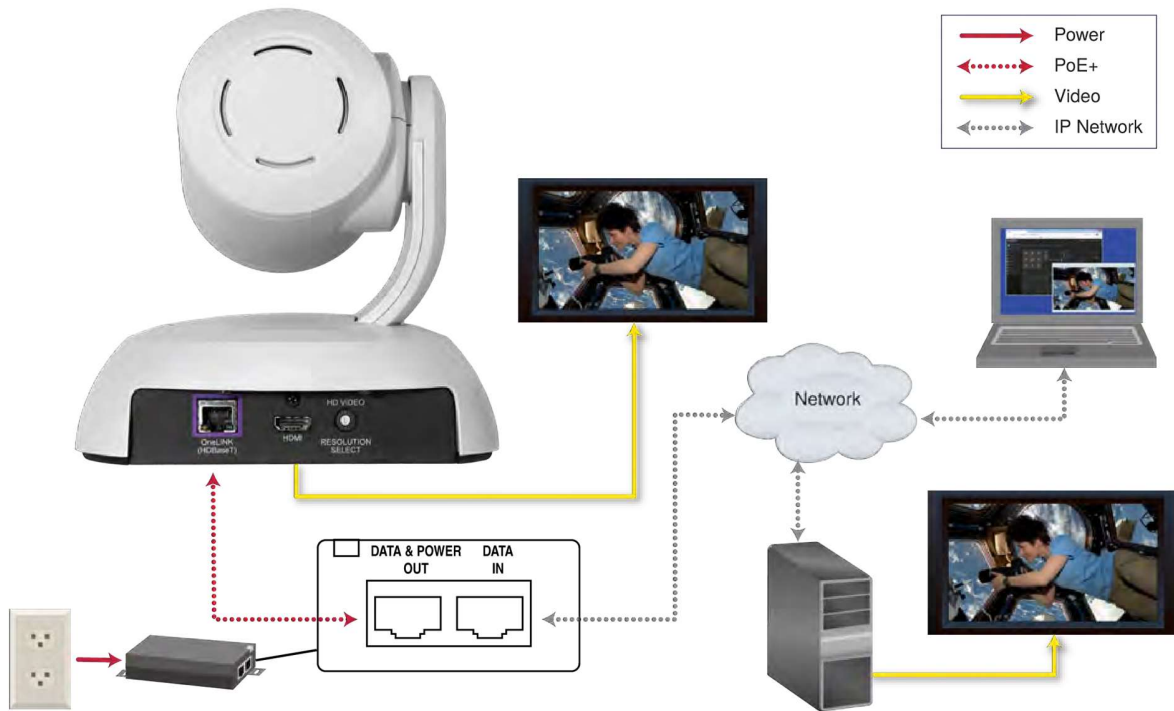 Power
PoE+
Video
IP Network
OneLINK
(HDBaseT)
HDMI
HD VIDEO
RESOLUTION
SELECT
Network
DATA & POWER
OUT
DATA
IN